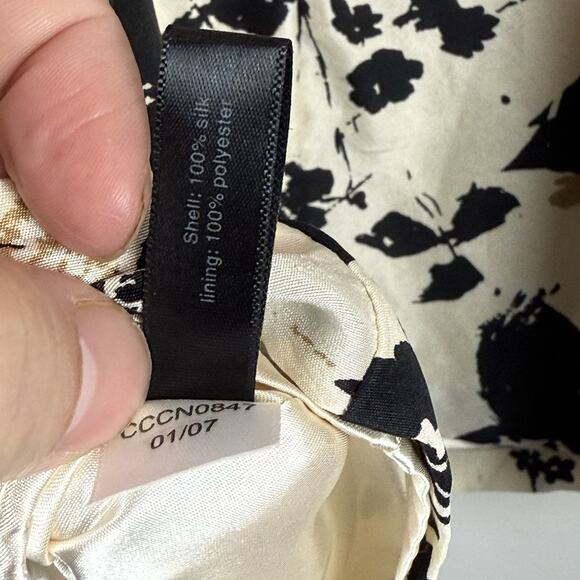 Shell: 100% silk
lining: 100% polyester
CCCN0847
01/07